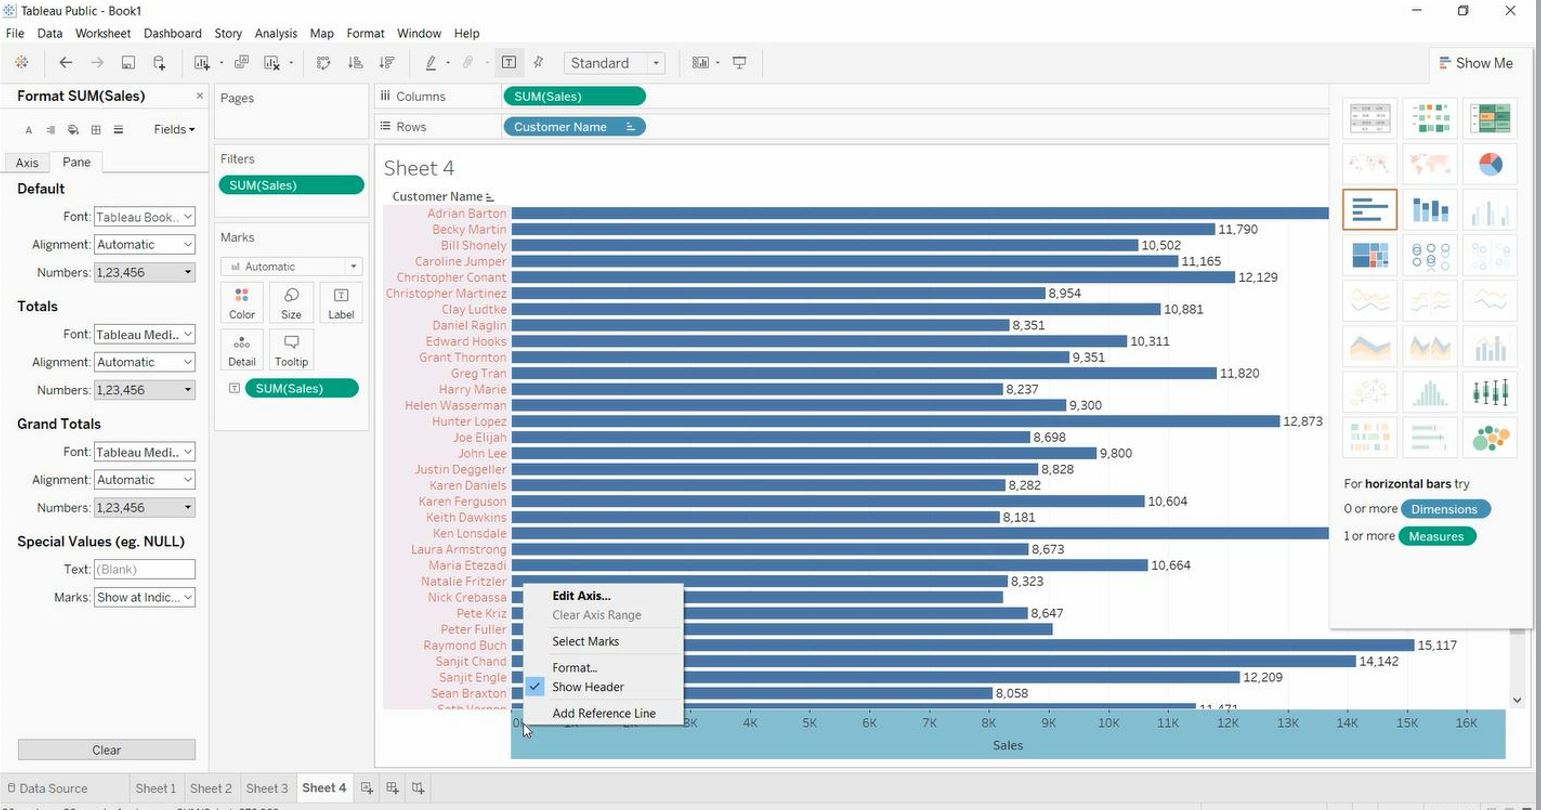 Tableau Public - Book1
File Data Worksheet Dashboard Story Analysis Map Format Window Help
Standard
Show Me
Format SUM(Sales)
Fields
Axis Pane
Default
Font: Tableau Book..
Alignment: Automatic
Numbers: 1,23,456
Totals
Font: Tableau Medi..
Alignment: Automatic
Numbers: 1,23,456
Grand Totals
Font: Tableau Medi..
Alignment: Automatic
Numbers: 1,23,456
Special Values (eg. NULL)
Text: (Blank)
Marks: Show at Indic...
Clear
Pages
Filters
SUM(Sales)
Marks
Automatic
Color Size Label
Detail Tooltip
SUM(Sales)
Columns SUM(Sales)
Rows Customer Name
Sheet 4
Customer Name
Adrian Barton
Becky Martin 11,790
Bill Shonely 10,502
Caroline Jumper 11,165
Christopher Conant 12,129
Christopher Martinez 8,954
Clay Ludtke 10,881
Daniel Raglin 8,351
Edward Hooks 10,311
Grant Thornton 9,351
Greg Tran 11,820
Harry Marie 8,237
Helen Wasserman 9,300
Hunter Lopez 12,873
Joe Elijah 8,698
John Lee 9,800
Justin Deggeller 8,828
Karen Daniels 8,282
Karen Ferguson 10,604
Keith Dawkins 8,181
Ken Lonsdale
Laura Armstrong 8,673
Maria Etezadi 10,664
Natalie Fritzler 8,323
Nick Crebassa
Pete Kriz 8,647
Peter Fuller
Raymond Buch 15,117
Sanjit Chand 14,142
Sanjit Engle 12,209
Sean Braxton 8,058
Edit Axis...
Clear Axis Range
Select Marks
Format...
Show Header
Add Reference Line
4K 5K 6K 7K 8K 9K 10K 11K 12K 13K 14K 15K 16K
Sales
For horizontal bars try
0 or more Dimensions
1 or more Measures
Data Source Sheet 1 Sheet 2 Sheet 3 Sheet 4